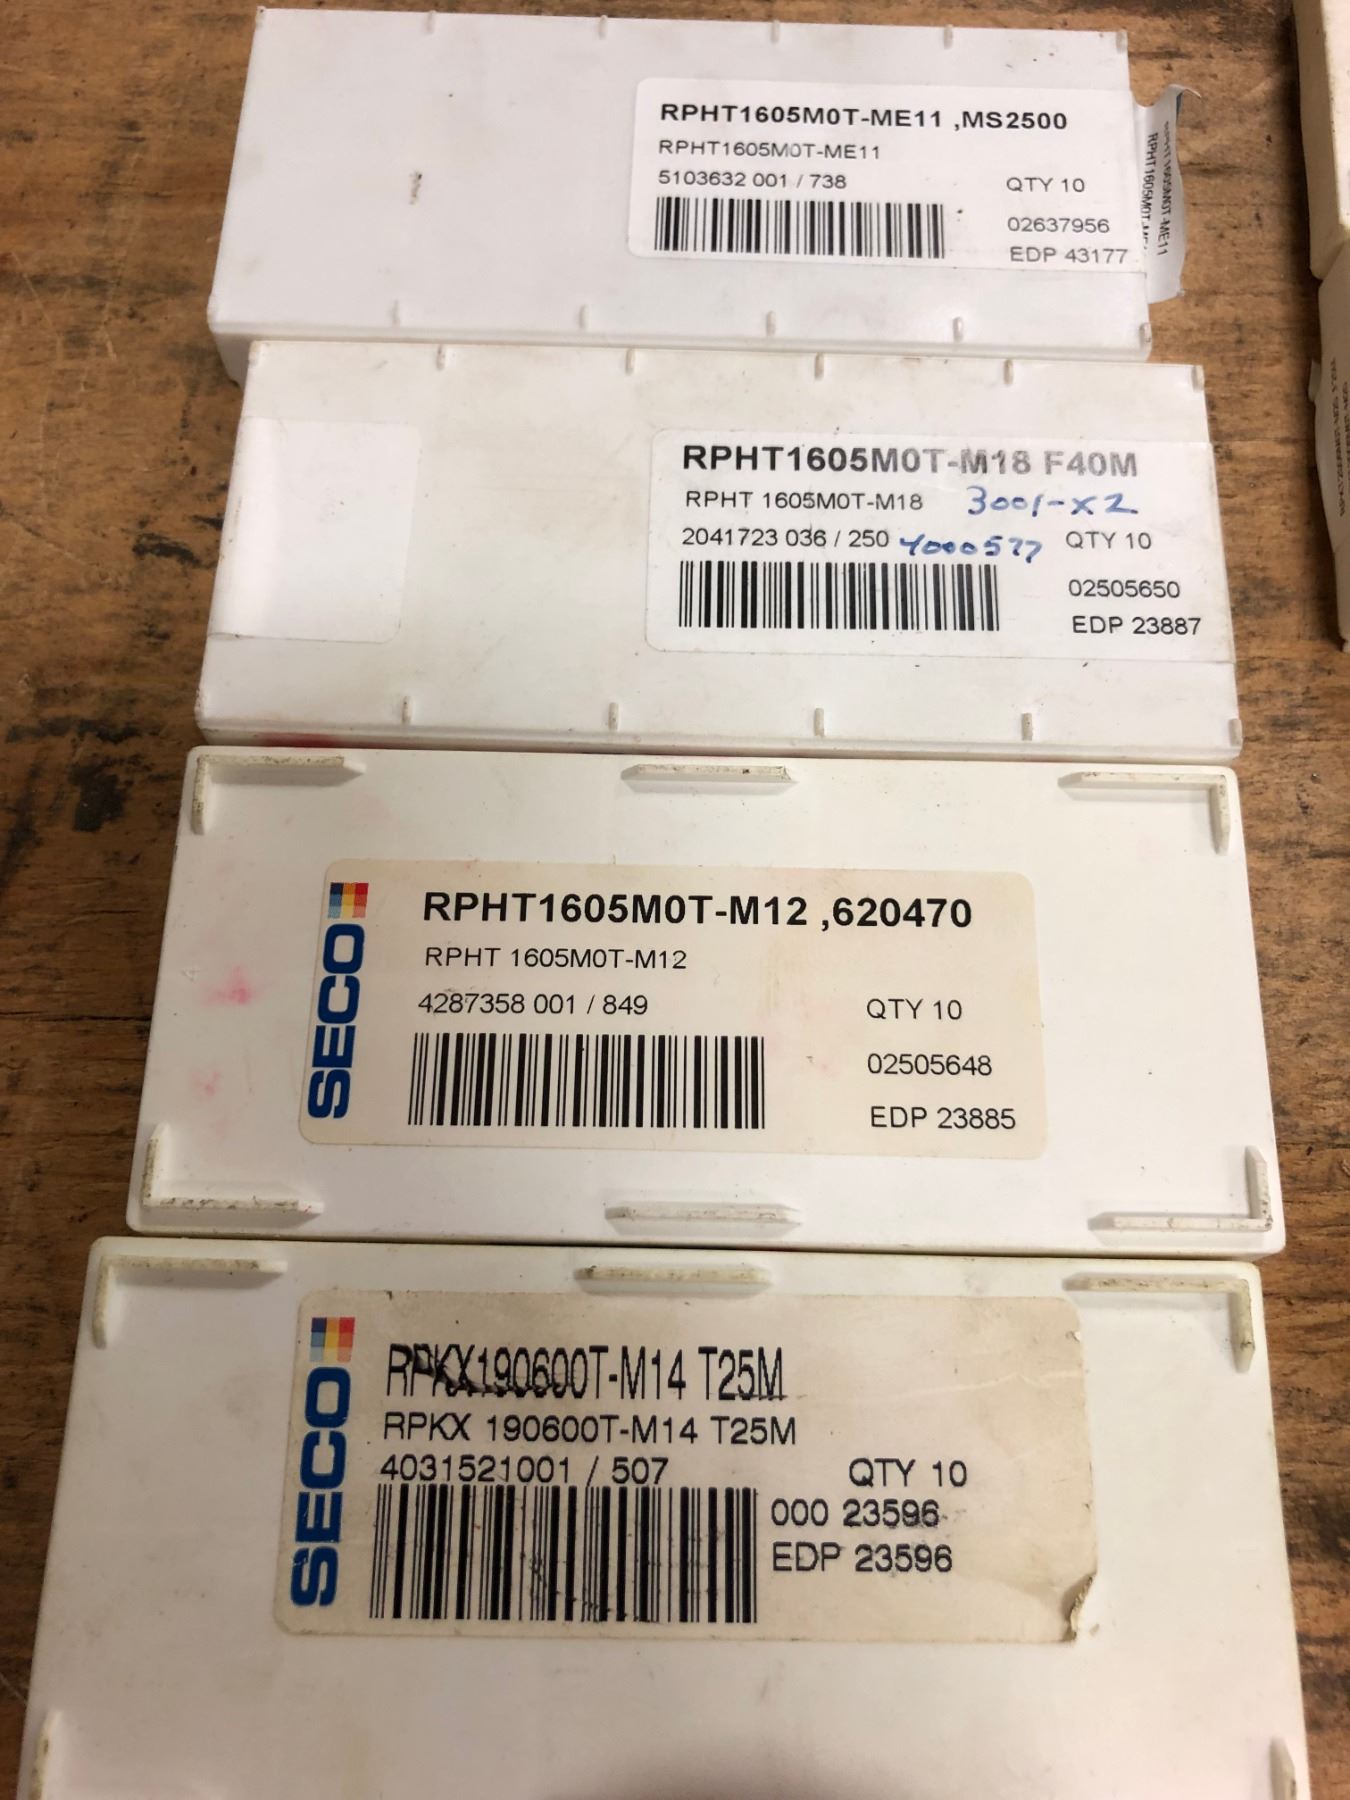 RPHT1605M0T-ME11 ,MS2500
RPHT1605M0T-ME11
5103632 001 / 738
QTY 10
02637956
EDP 43177
RPHT1605M0T-ME11
RPHT1605M0T-M18 F40M
RPHT 1605M0T-M18 3001-X2
2041723 036 / 250 4000577 QTY 10
02505650
EDP 23887
SECO
RPHT1605M0T-M12 ,620470
RPHT 1605M0T-M12
4287358 001 / 849
QTY 10
02505648
EDP 23885
SECO
RPKX190600T-M14 T25M
RPKX 190600T-M14 T25M
4031521001 / 507
QTY 10
000 23596
EDP 23596